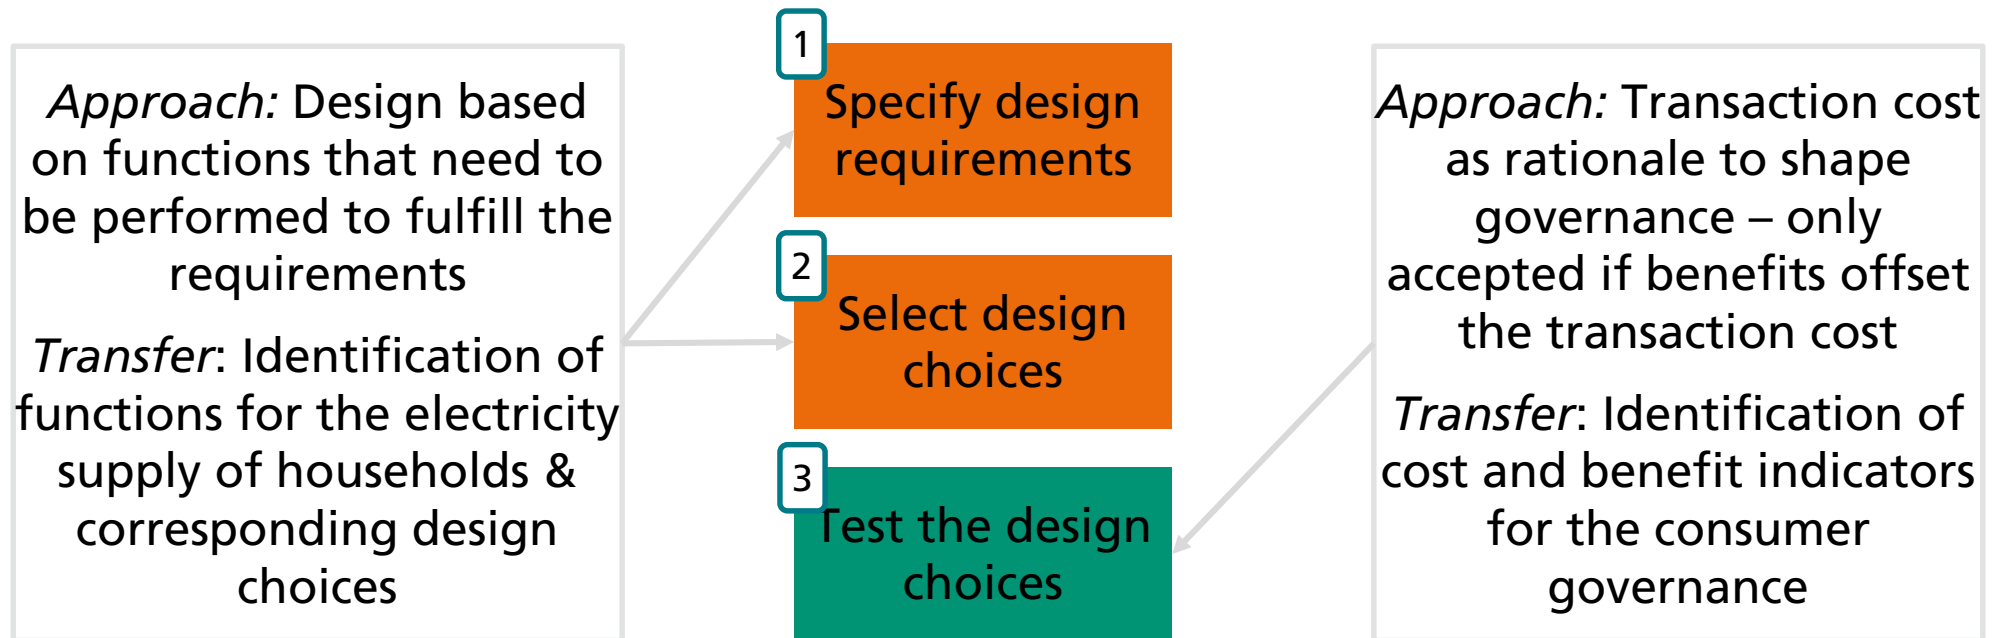 Approach: Design based
on functions that need to
be performed to fulfill the
requirements
Transfer: Identification of
functions for the electricity
supply of households &
corresponding design
choices
1
Specify design
requirements
2
Select design
choices
3
Test the design
choices
Approach: Transaction cost
as rationale to shape
governance – only
accepted if benefits offset
the transaction cost
Transfer: Identification of
cost and benefit indicators
for the consumer
governance